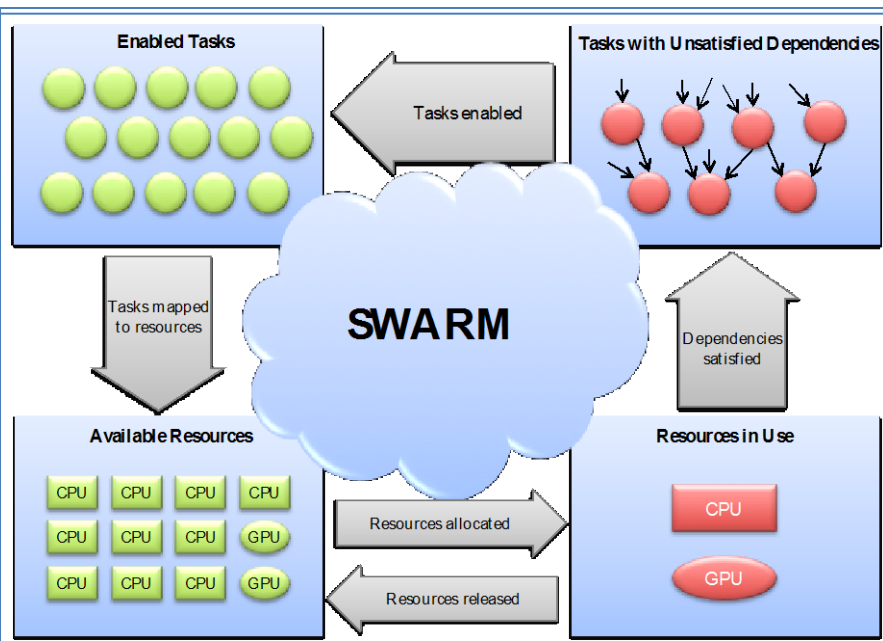 Enabled Tasks
Tasks with Unsatisfied Dependencies
Tasks enabled
SWARM
Tasks mapped
to resources
Dependencies
satisfied
Available Resources
Resources in Use
CPU CPU CPU CPU
CPU CPU CPU GPU
CPU CPU CPU GPU
Resources allocated
Resources released
CPU
GPU